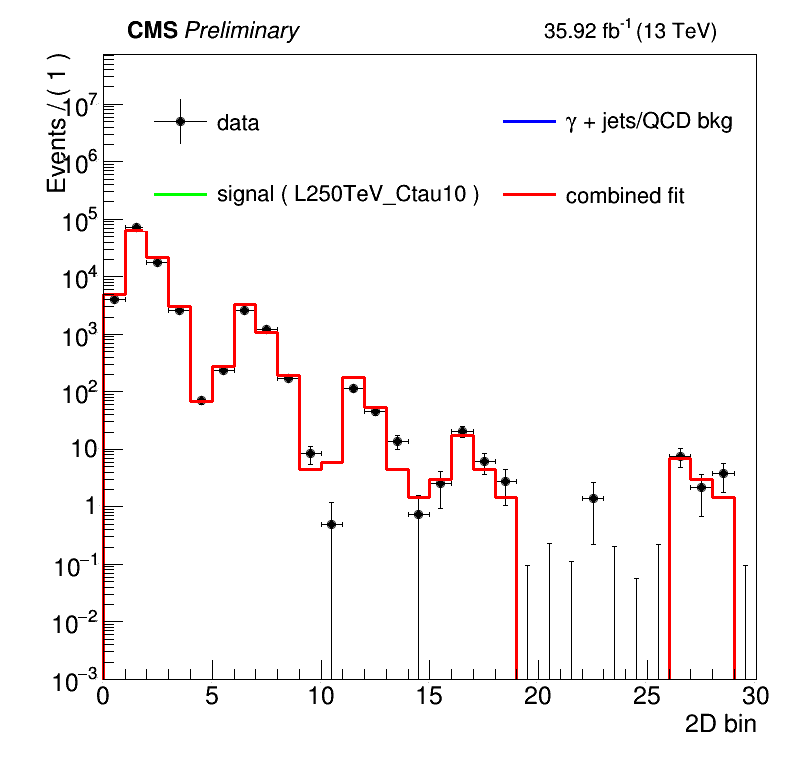 CMS Preliminary 35.92 fb⁻¹ (13 TeV)
Events / ( 1 )
data
γ + jets/QCD bkg
signal ( L250TeV_Ctau10 )
combined fit
10⁷
10⁶
10⁵
10⁴
10³
10²
10
1
10⁻¹
10⁻²
10⁻³
0 5 10 15 20 25 30
2D bin